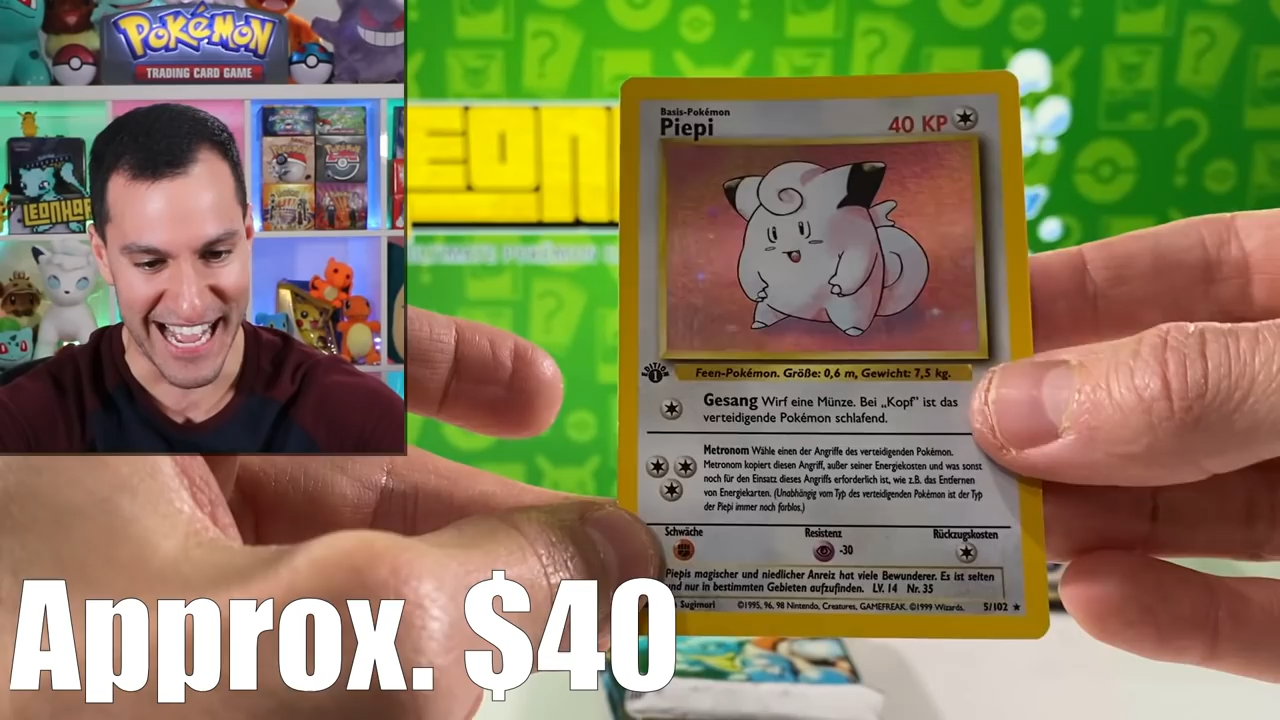 Pokémon
TRADING CARD GAME
LEONHAR
EONH
Basis-Pokémon
Piepi
40 KP
EDITION
1
Feen-Pokémon. Größe: 0,6 m, Gewicht: 7,5 kg.
Gesang Wirf eine Münze. Bei „Kopf" ist das
verteidigende Pokémon schlafend.
Metronom Wähle einen der Angriffe des verteidigenden Pokémon.
Metronom kopiert diesen Angriff, außer seiner Energiekosten und was sonst
noch für den Einsatz dieses Angriffs erforderlich ist, wie z.B. das Entfernen
von Energiekarten. (Unabhängig vom Typ des verteidigenden Pokémon ist der Typ
der Piepi immer noch farblos.)
Schwäche Resistenz Rückzugskosten
-30
Piepis magischer und niedlicher Anreiz hat viele Bewunderer. Es ist selten
und nur in bestimmten Gebieten aufzufinden. LV. 14 Nr. 35
Sugimori ©1995, 96, 98 Nintendo, Creatures, GAMEFREAK. ©1999 Wizards. 5/102 ★
Approx. $40